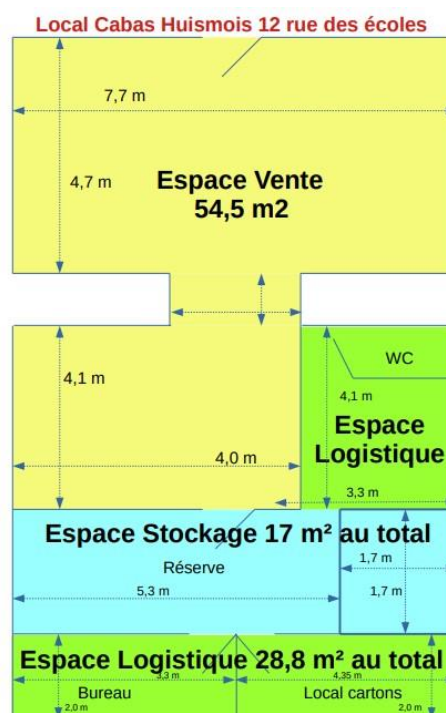 Local Cabas Huismois 12 rue des écoles
7,7 m
4,7 m
Espace Vente
54,5 m2
4,1 m
WC
4,1 m
Espace
Logistique
4,0 m
3,3 m
Espace Stockage 17 m² au total
Réserve
1,7 m
5,3 m
1,7 m
Espace Logistique 28,8 m² au total
3,3 m
4,35 m
Bureau
Local cartons
2,0 m
2,0 m